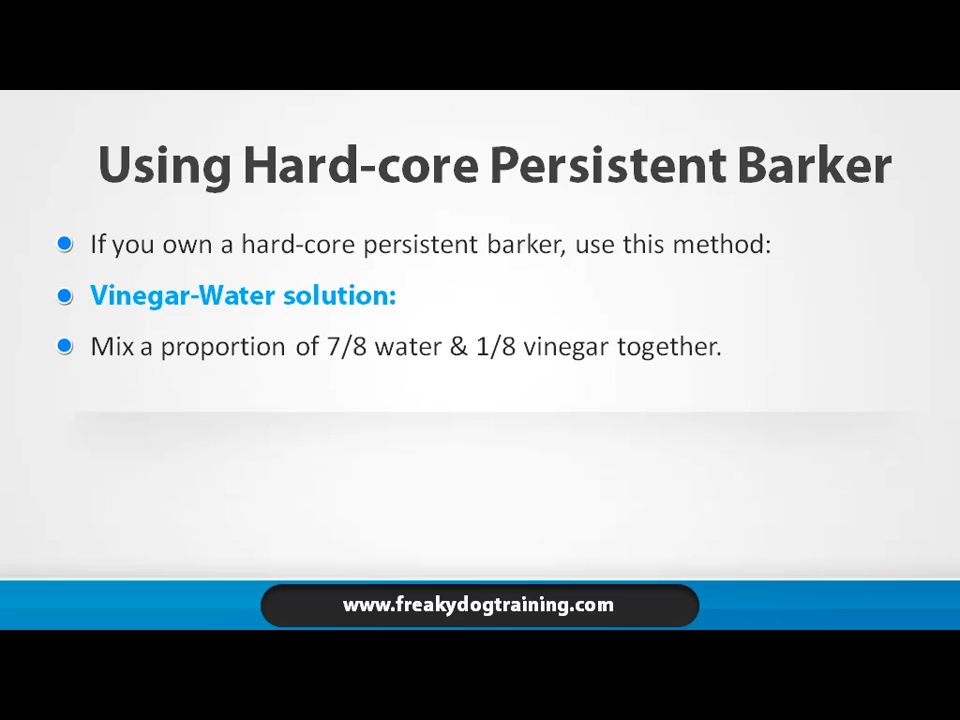 Using Hard-core Persistent Barker
If you own a hard-core persistent barker, use this method:
Vinegar-Water solution:
Mix a proportion of 7/8 water & 1/8 vinegar together.
www.freakydogtraining.com